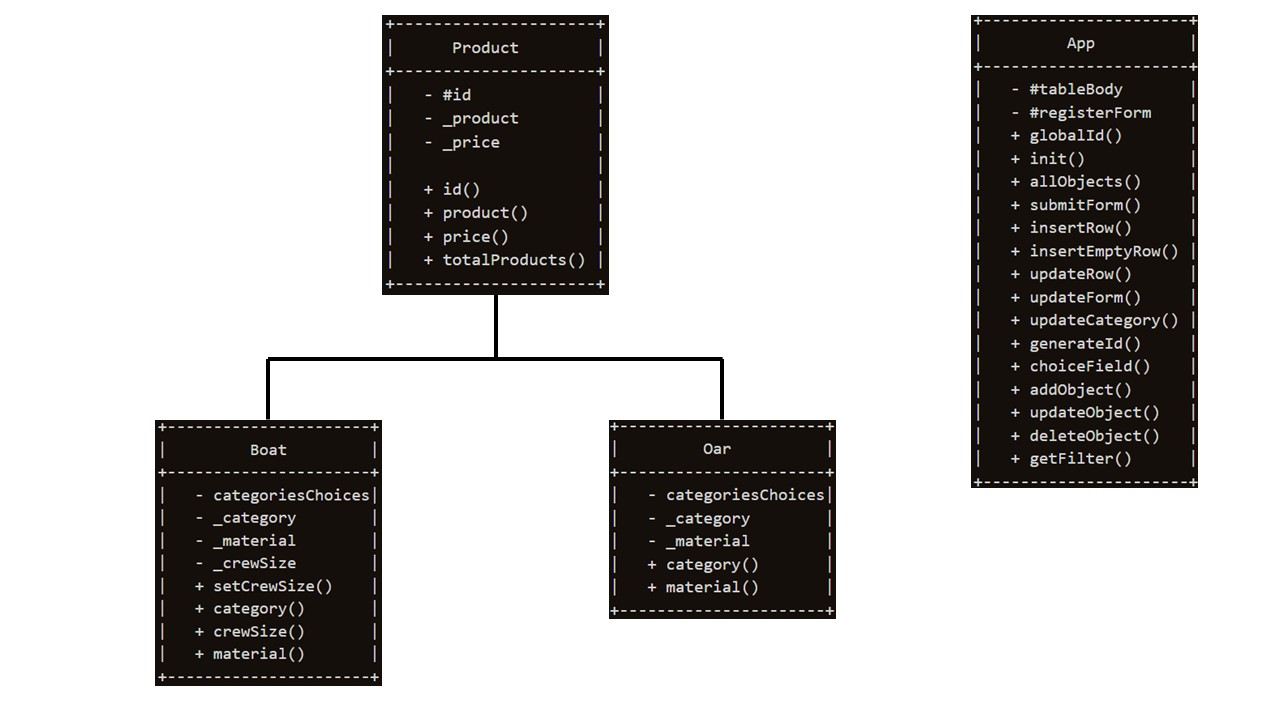 Product
- #id
- _product
- _price
+ id()
+ product()
+ price()
+ totalProducts()
App
- #tableBody
- #registerForm
+ globalId()
+ init()
+ allObjects()
+ submitForm()
+ insertRow()
+ insertEmptyRow()
+ updateRow()
+ updateForm()
+ updateCategory()
+ generateId()
+ choiceField()
+ addObject()
+ updateObject()
+ deleteObject()
+ getFilter()
Boat
- categoriesChoices
- _category
- _material
- _crewSize
+ setCrewSize()
+ category()
+ crewSize()
+ material()
Oar
- categoriesChoices
- _category
- _material
+ category()
+ material()